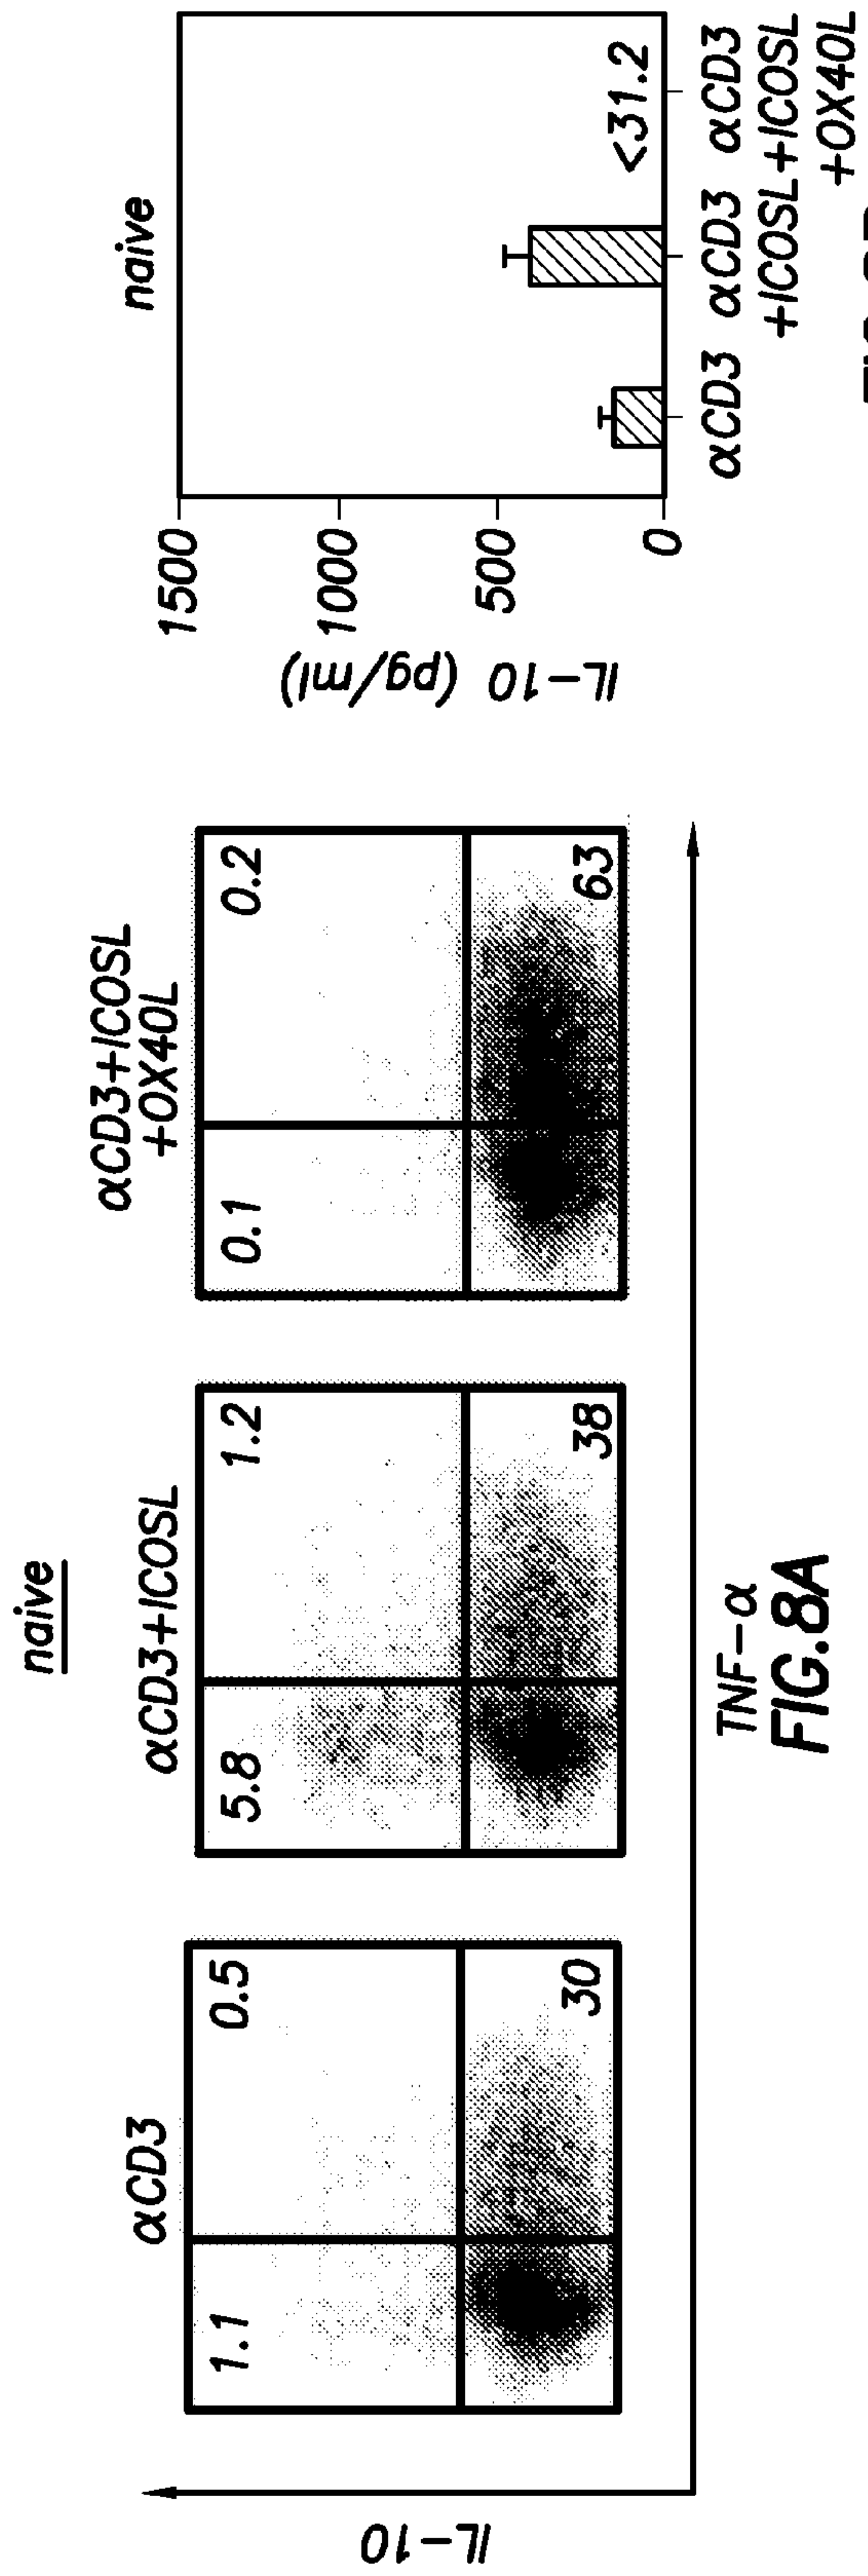 naive
αCD3
αCD3+ICOSL
αCD3+ICOSL
+OX40L
1.1
0.5
5.8
1.2
0.1
0.2
30
38
63
IL-10
TNF-α
FIG.8A
naive
1500
1000
500
0
IL-10 (pg/ml)
<31.2
αCD3 αCD3 αCD3
+ICOSL+ICOSL
+OX40L